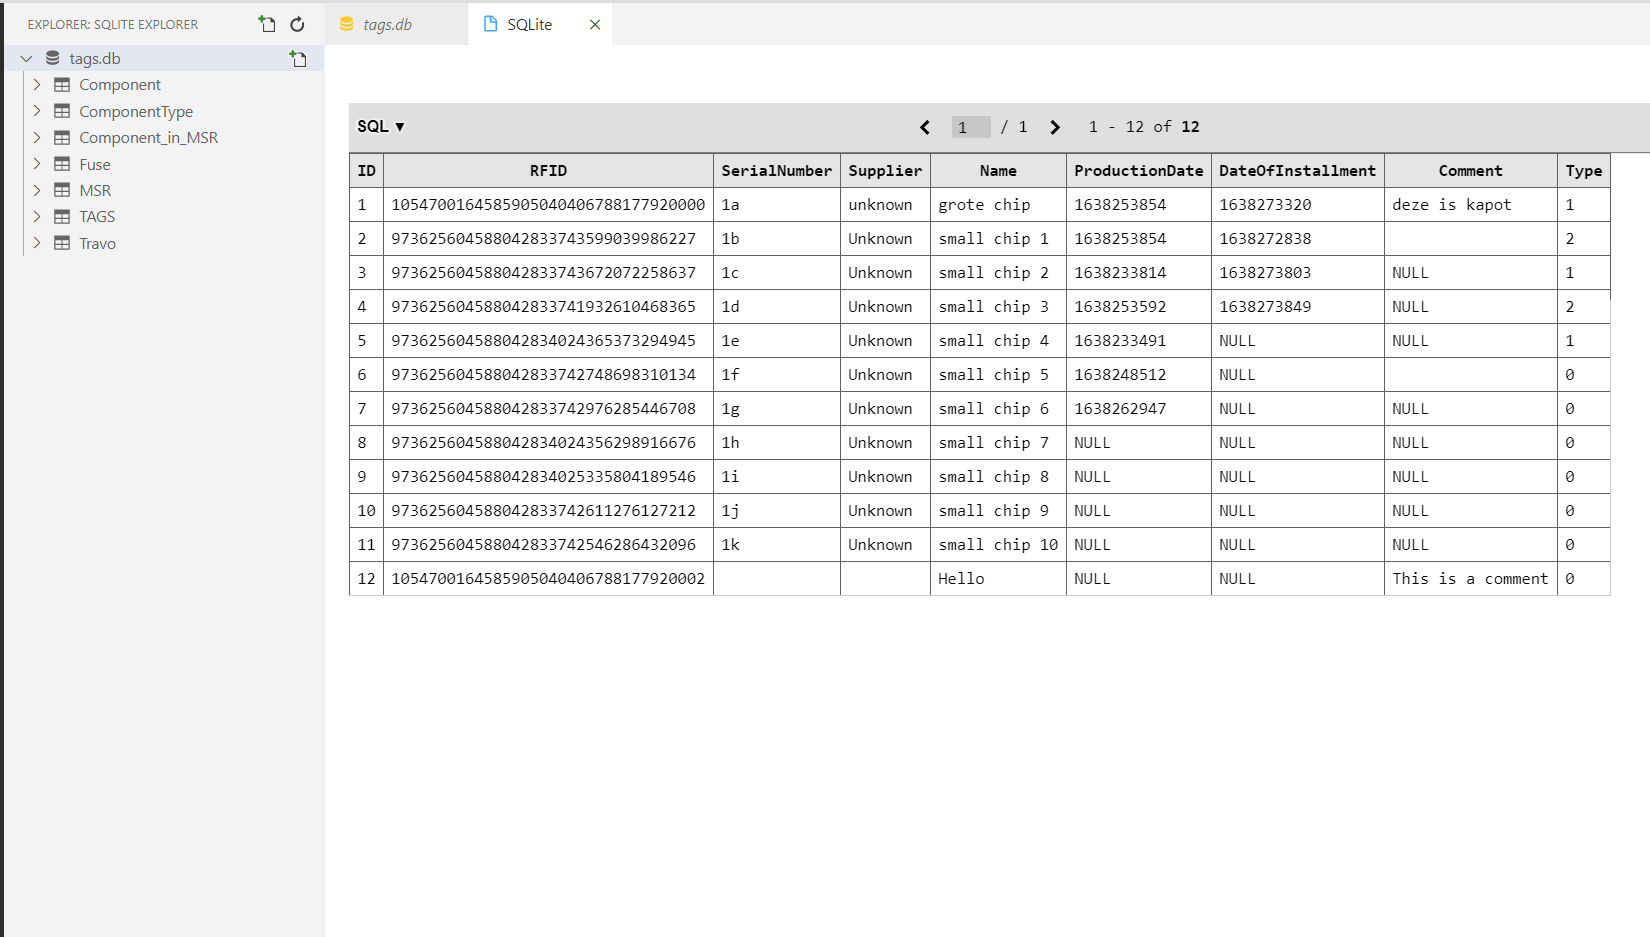 EXPLORER: SQLITE EXPLORER
tags.db
SQLite
tags.db
Component
ComponentType
Component_in_MSR
Fuse
MSR
TAGS
Travo
SQL ▼
1 / 1 1 - 12 of 12
ID RFID SerialNumber Supplier Name ProductionDate DateOfInstallment Comment Type
1 1054700164585905040406788177920000 1a unknown grote chip 1638253854 1638273320 deze is kapot 1
2 973625604588042833743599039986227 1b Unknown small chip 1 1638253854 1638272838 2
3 973625604588042833743672072258637 1c Unknown small chip 2 1638233814 1638273803 NULL 1
4 973625604588042833741932610468365 1d Unknown small chip 3 1638253592 1638273849 NULL 2
5 973625604588042834024365373294945 1e Unknown small chip 4 1638233491 NULL NULL 1
6 973625604588042833742748698310134 1f Unknown small chip 5 1638248512 NULL 0
7 973625604588042833742976285446708 1g Unknown small chip 6 1638262947 NULL NULL 0
8 973625604588042834024356298916676 1h Unknown small chip 7 NULL NULL NULL 0
9 973625604588042834025335804189546 1i Unknown small chip 8 NULL NULL NULL 0
10 973625604588042833742611276127212 1j Unknown small chip 9 NULL NULL NULL 0
11 973625604588042833742546286432096 1k Unknown small chip 10 NULL NULL NULL 0
12 1054700164585905040406788177920002 Hello NULL NULL This is a comment 0